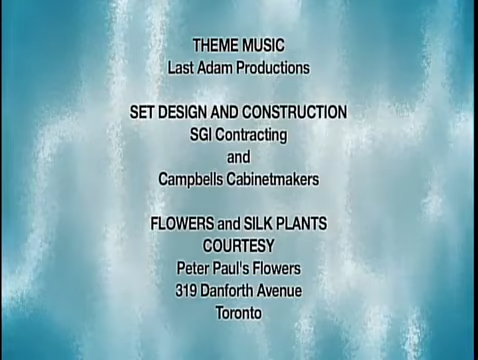 THEME MUSIC
Last Adam Productions
SET DESIGN AND CONSTRUCTION
SGI Contracting
and
Campbells Cabinetmakers
FLOWERS and SILK PLANTS
COURTESY
Peter Paul's Flowers
319 Danforth Avenue
Toronto